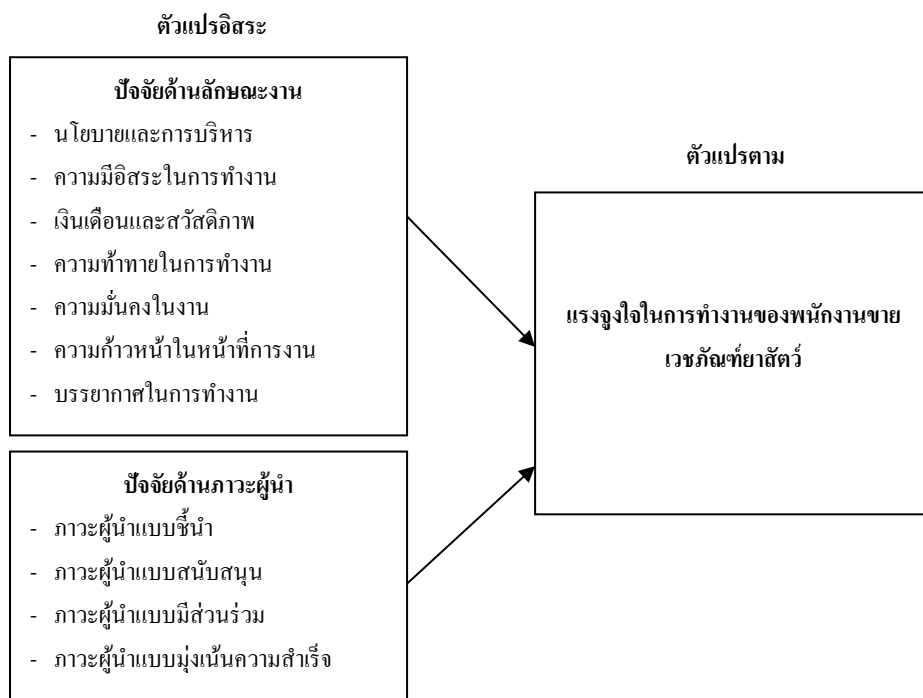 ตัวแปรอิสระ
ปัจจัยด้านลักษณะงาน
- นโยบายและการบริหาร
- ความมีอิสระในการทำงาน
- เงินเดือนและสวัสดิภาพ
- ความท้าทายในการทำงาน
- ความมั่นคงในงาน
- ความก้าวหน้าในหน้าที่การงาน
- บรรยากาศในการทำงาน
ปัจจัยด้านภาวะผู้นำ
- ภาวะผู้นำแบบชี้นำ
- ภาวะผู้นำแบบสนับสนุน
- ภาวะผู้นำแบบมีส่วนร่วม
- ภาวะผู้นำแบบมุ่งเน้นความสำเร็จ
ตัวแปรตาม
แรงจูงใจในการทำงานของพนักงานขาย
เวชภัณฑ์ยาสัตว์